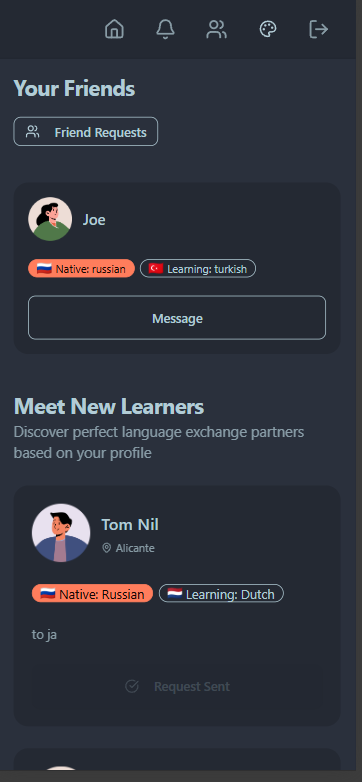 Your Friends
Friend Requests
Joe
Native: russian
Learning: turkish
Message
Meet New Learners
Discover perfect language exchange partners
based on your profile
Tom Nil
Alicante
Native: Russian
Learning: Dutch
to ja
Request Sent